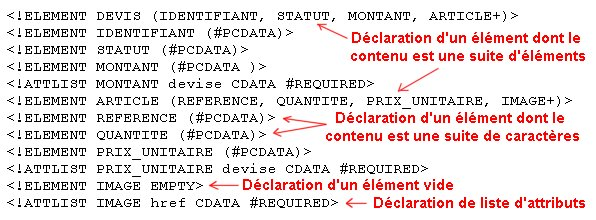 <!ELEMENT DEVIS (IDENTIFIANT, STATUT, MONTANT, ARTICLE+)>
<!ELEMENT IDENTIFIANT (#PCDATA)>
<!ELEMENT STATUT (#PCDATA)>
Déclaration d'un élément dont le
contenu est une suite d'éléments
<!ELEMENT MONTANT (#PCDATA )>
<!ATTLIST MONTANT devise CDATA #REQUIRED>
<!ELEMENT ARTICLE (REFERENCE, QUANTITE, PRIX_UNITAIRE, IMAGE+)>
<!ELEMENT REFERENCE (#PCDATA)>
<!ELEMENT QUANTITE (#PCDATA)>
Déclaration d'un élément dont le
contenu est une suite de caractères
<!ELEMENT PRIX_UNITAIRE (#PCDATA)>
<!ATTLIST PRIX_UNITAIRE devise CDATA #REQUIRED>
<!ELEMENT IMAGE EMPTY> Déclaration d'un élément vide
<!ATTLIST IMAGE href CDATA #REQUIRED> Déclaration de liste d'attributs